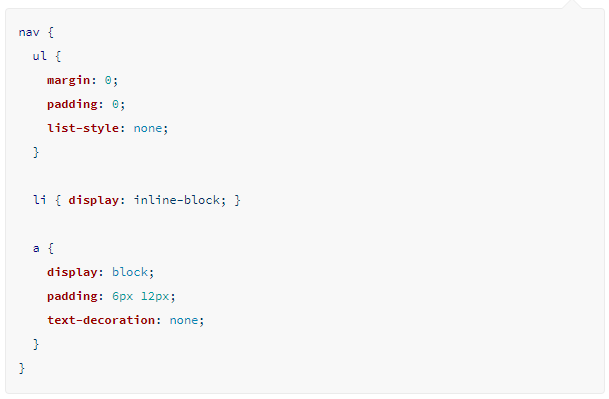 nav {
  ul {
    margin: 0;
    padding: 0;
    list-style: none;
  }

  li { display: inline-block; }

  a {
    display: block;
    padding: 6px 12px;
    text-decoration: none;
  }
}